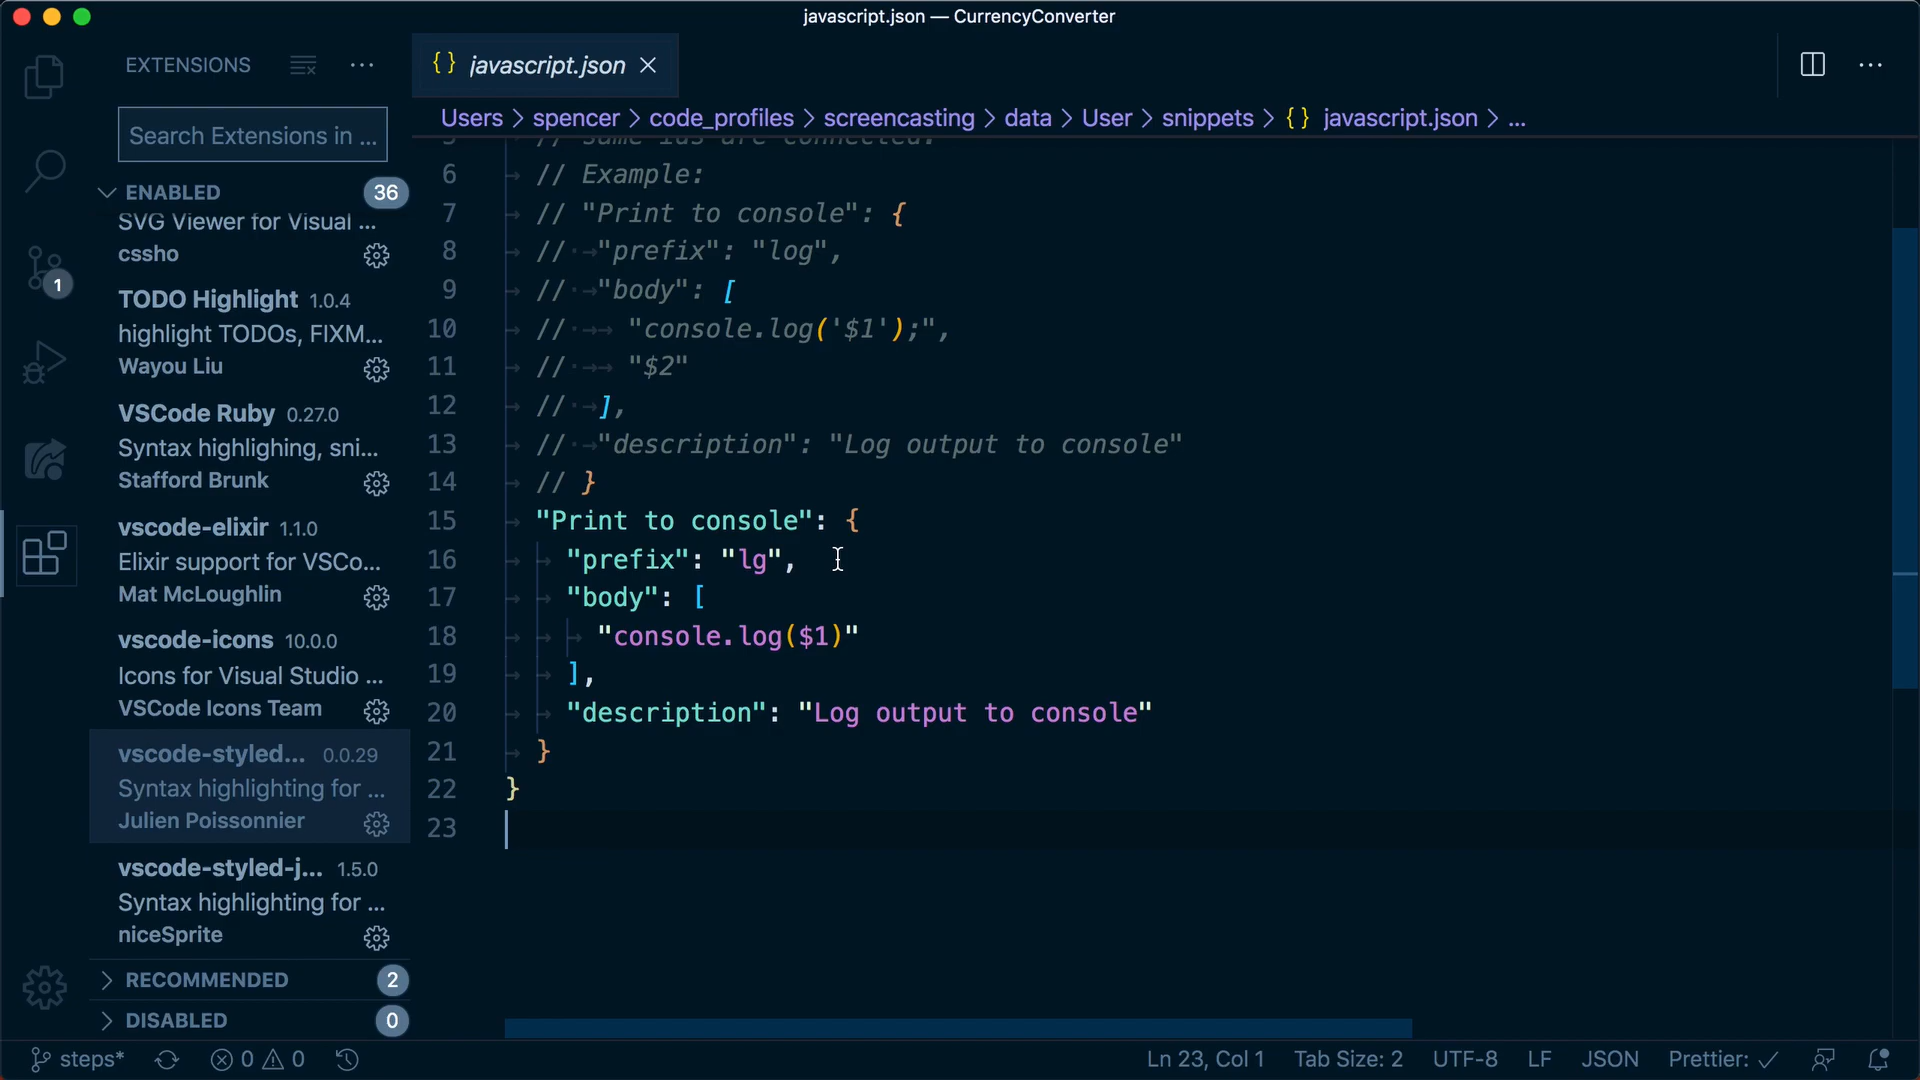 javascript.json — CurrencyConverter
EXTENSIONS
Search Extensions in ...
ENABLED 36
SVG Viewer for Visual ...
cssho
TODO Highlight 1.0.4
highlight TODOs, FIXM...
Wayou Liu
VSCode Ruby 0.27.0
Syntax highlighing, sni...
Stafford Brunk
vscode-elixir 1.1.0
Elixir support for VSCo...
Mat McLoughlin
vscode-icons 10.0.0
Icons for Visual Studio ...
VSCode Icons Team
vscode-styled... 0.0.29
Syntax highlighting for ...
Julien Poissonnier
vscode-styled-j... 1.5.0
Syntax highlighting for ...
niceSprite
RECOMMENDED 2
DISABLED 0
1
{} javascript.json
Users > spencer > code_profiles > screencasting > data > User > snippets > {} javascript.json > ...
5 // same ids are connected.
6 // Example:
7 // "Print to console": {
8 // "prefix": "log",
9 // "body": [
10 // "console.log('$1');",
11 // "$2"
12 // ],
13 // "description": "Log output to console"
14 // }
15 "Print to console": {
16 "prefix": "lg",
17 "body": [
18 "console.log($1)"
19 ],
20 "description": "Log output to console"
21 }
22 }
23
steps* 0 0 Ln 23, Col 1 Tab Size: 2 UTF-8 LF JSON Prettier: ✓